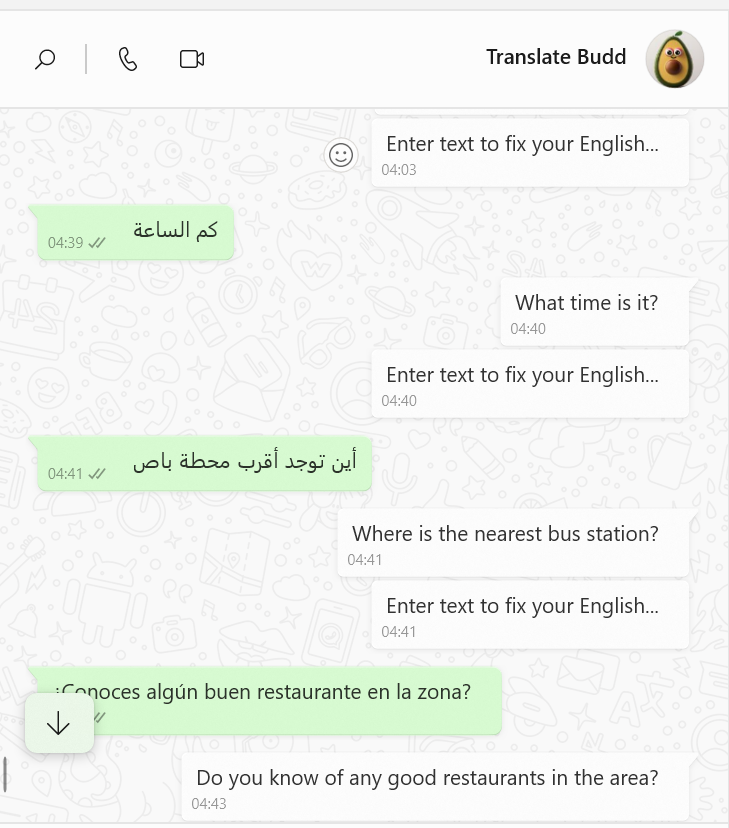 Translate Budd
Enter text to fix your English...
04:03
كم الساعة
04:39
What time is it?
04:40
Enter text to fix your English...
04:40
أين توجد أقرب محطة باص
04:41
Where is the nearest bus station?
04:41
Enter text to fix your English...
04:41
¿Conoces algún buen restaurante en la zona?
Do you know of any good restaurants in the area?
04:43